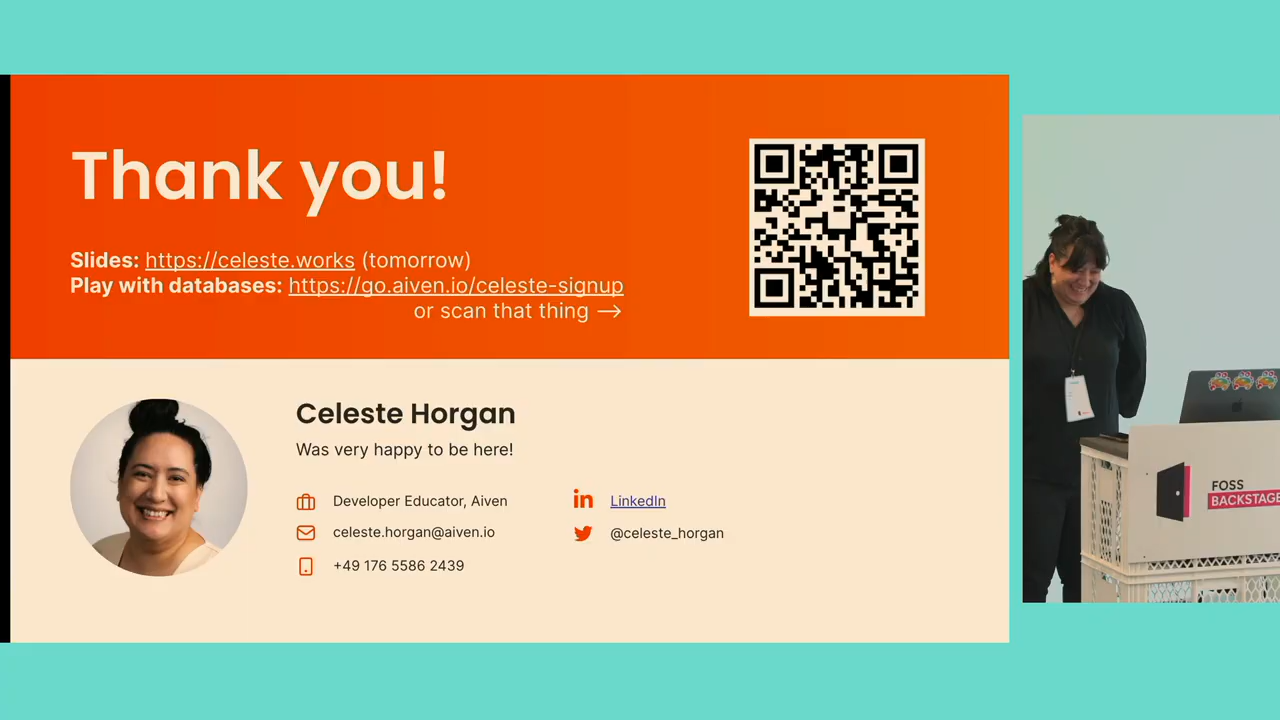 Thank you!
Slides: https://celeste.works (tomorrow)
Play with databases: https://go.aiven.io/celeste-signup
or scan that thing →
Celeste Horgan
Was very happy to be here!
Developer Educator, Aiven
celeste.horgan@aiven.io
+49 176 5586 2439
LinkedIn
@celeste_horgan
FOSS
BACKSTAGE